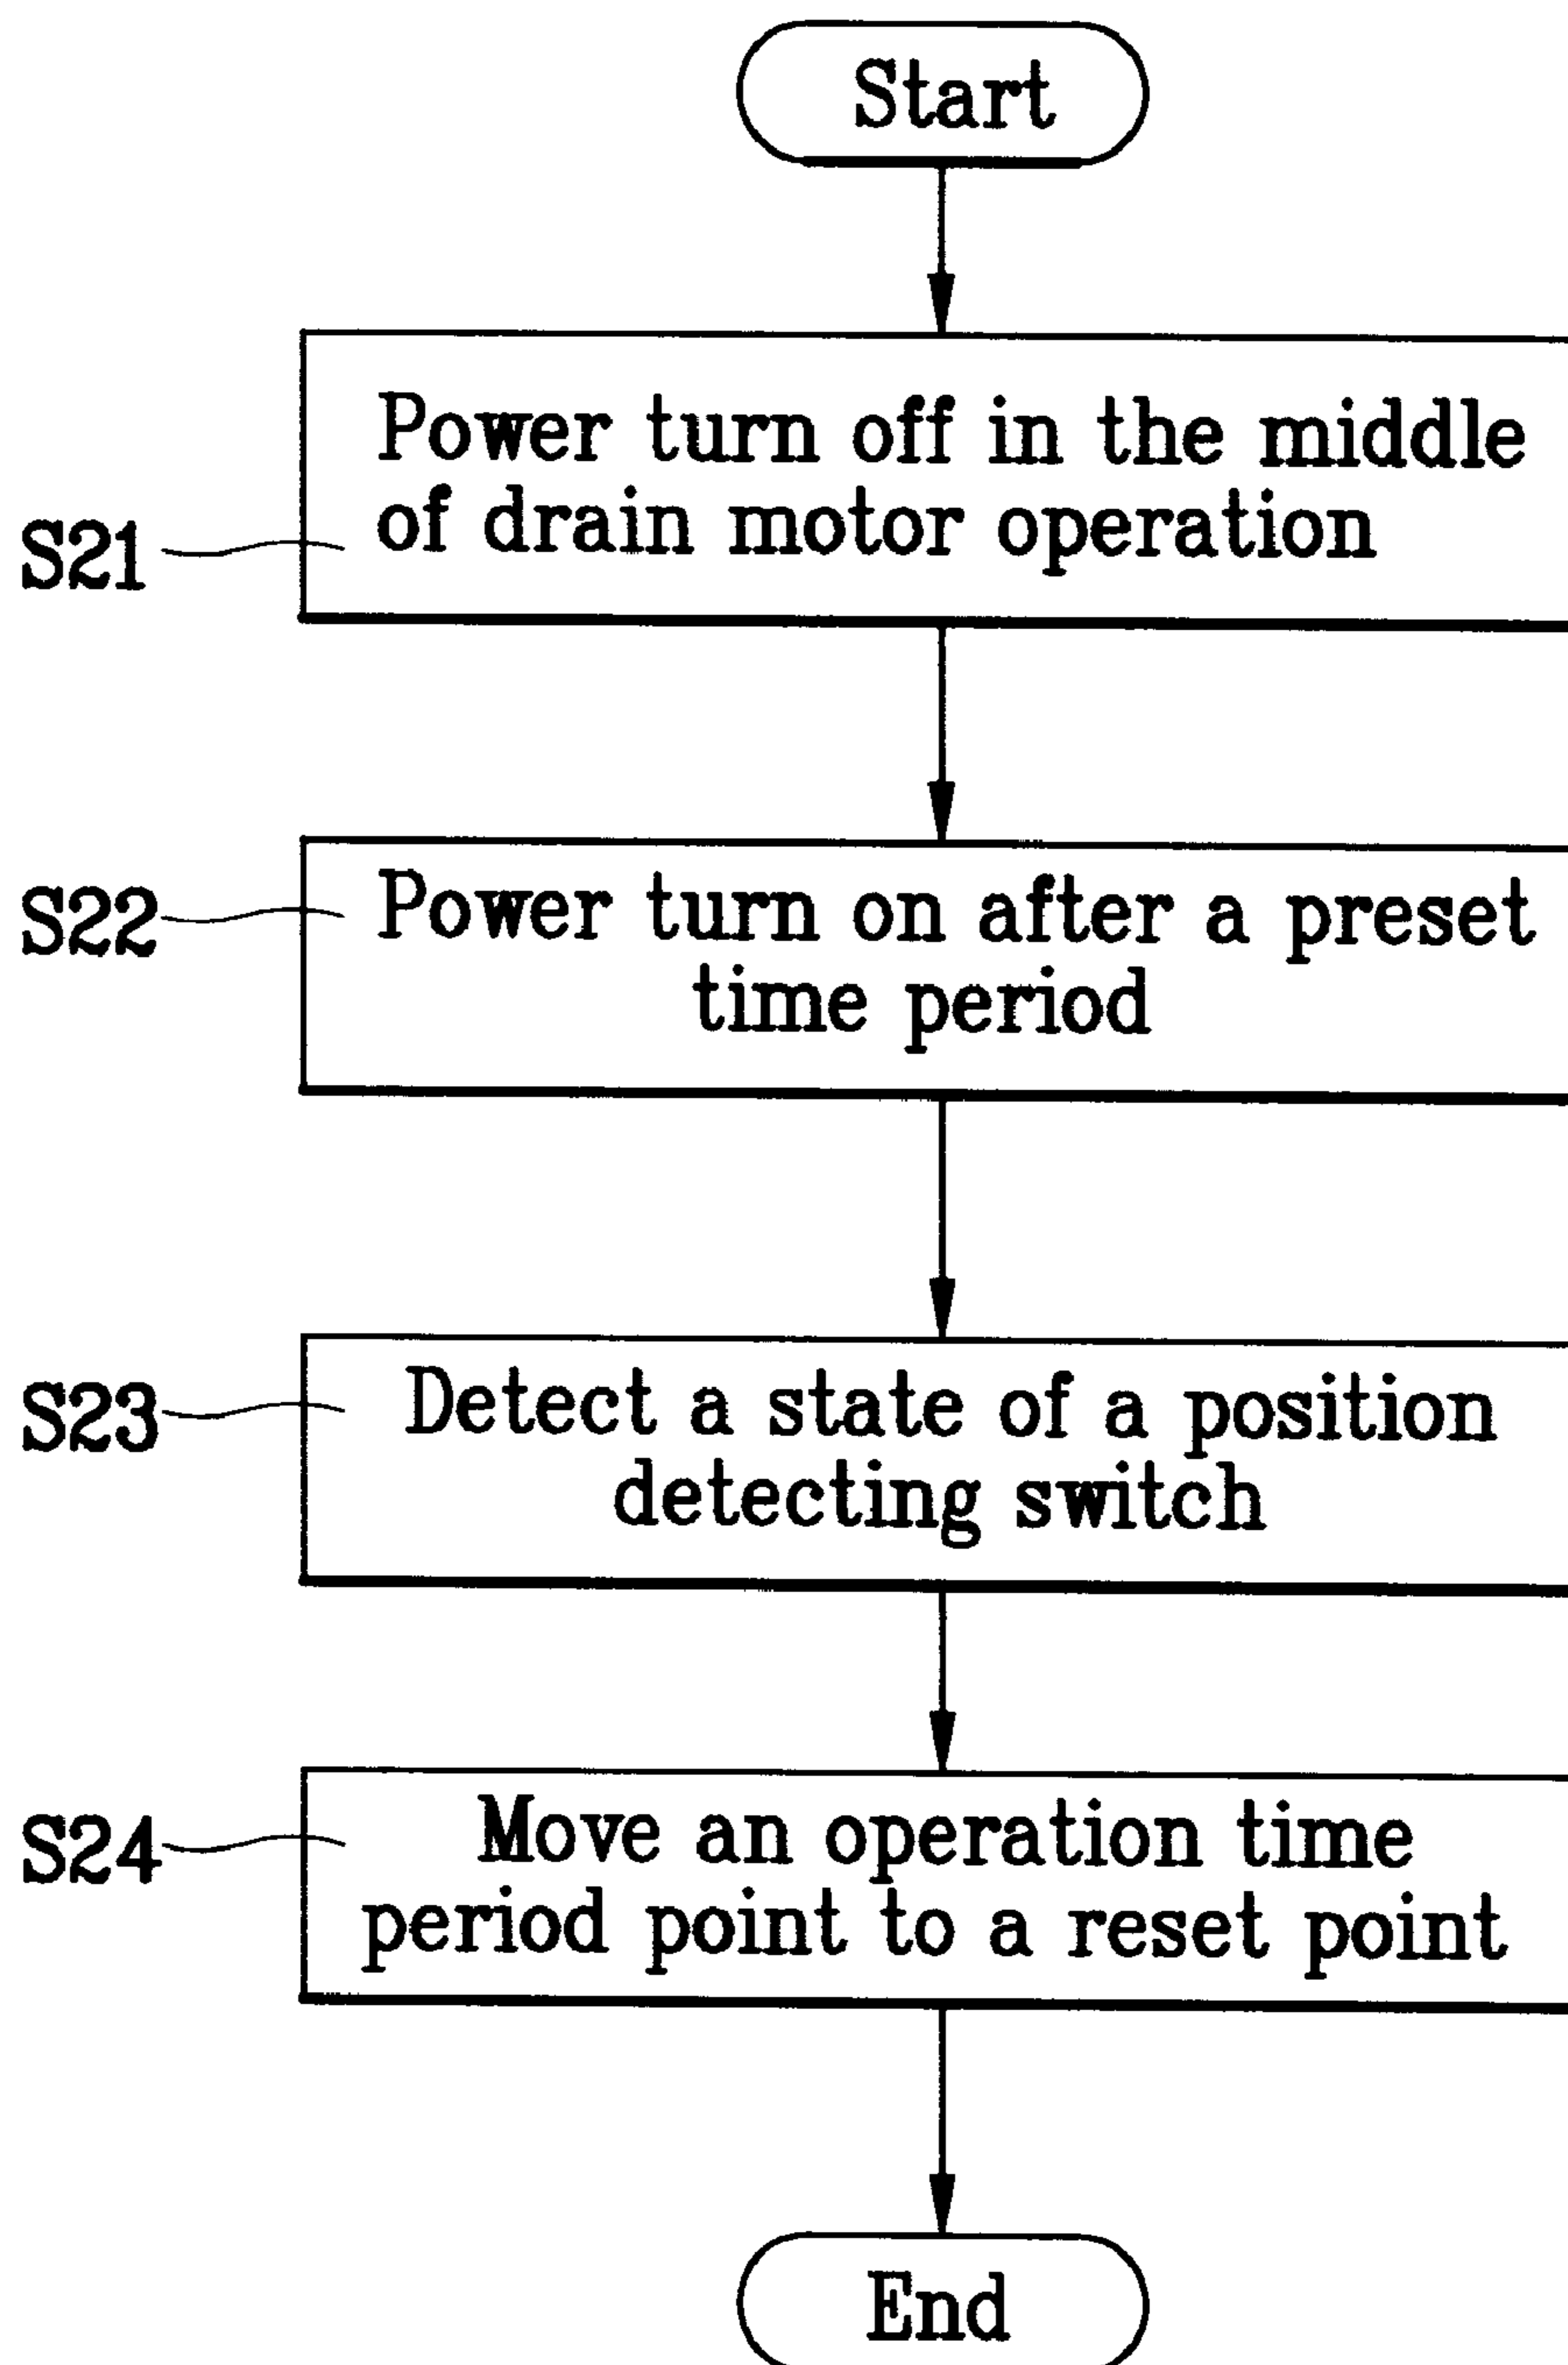 Start
Power turn off in the middle
of drain motor operation
S21
S22
Power turn on after a preset
time period
S23
Detect a state of a position
detecting switch
S24
Move an operation time
period point to a reset point
End